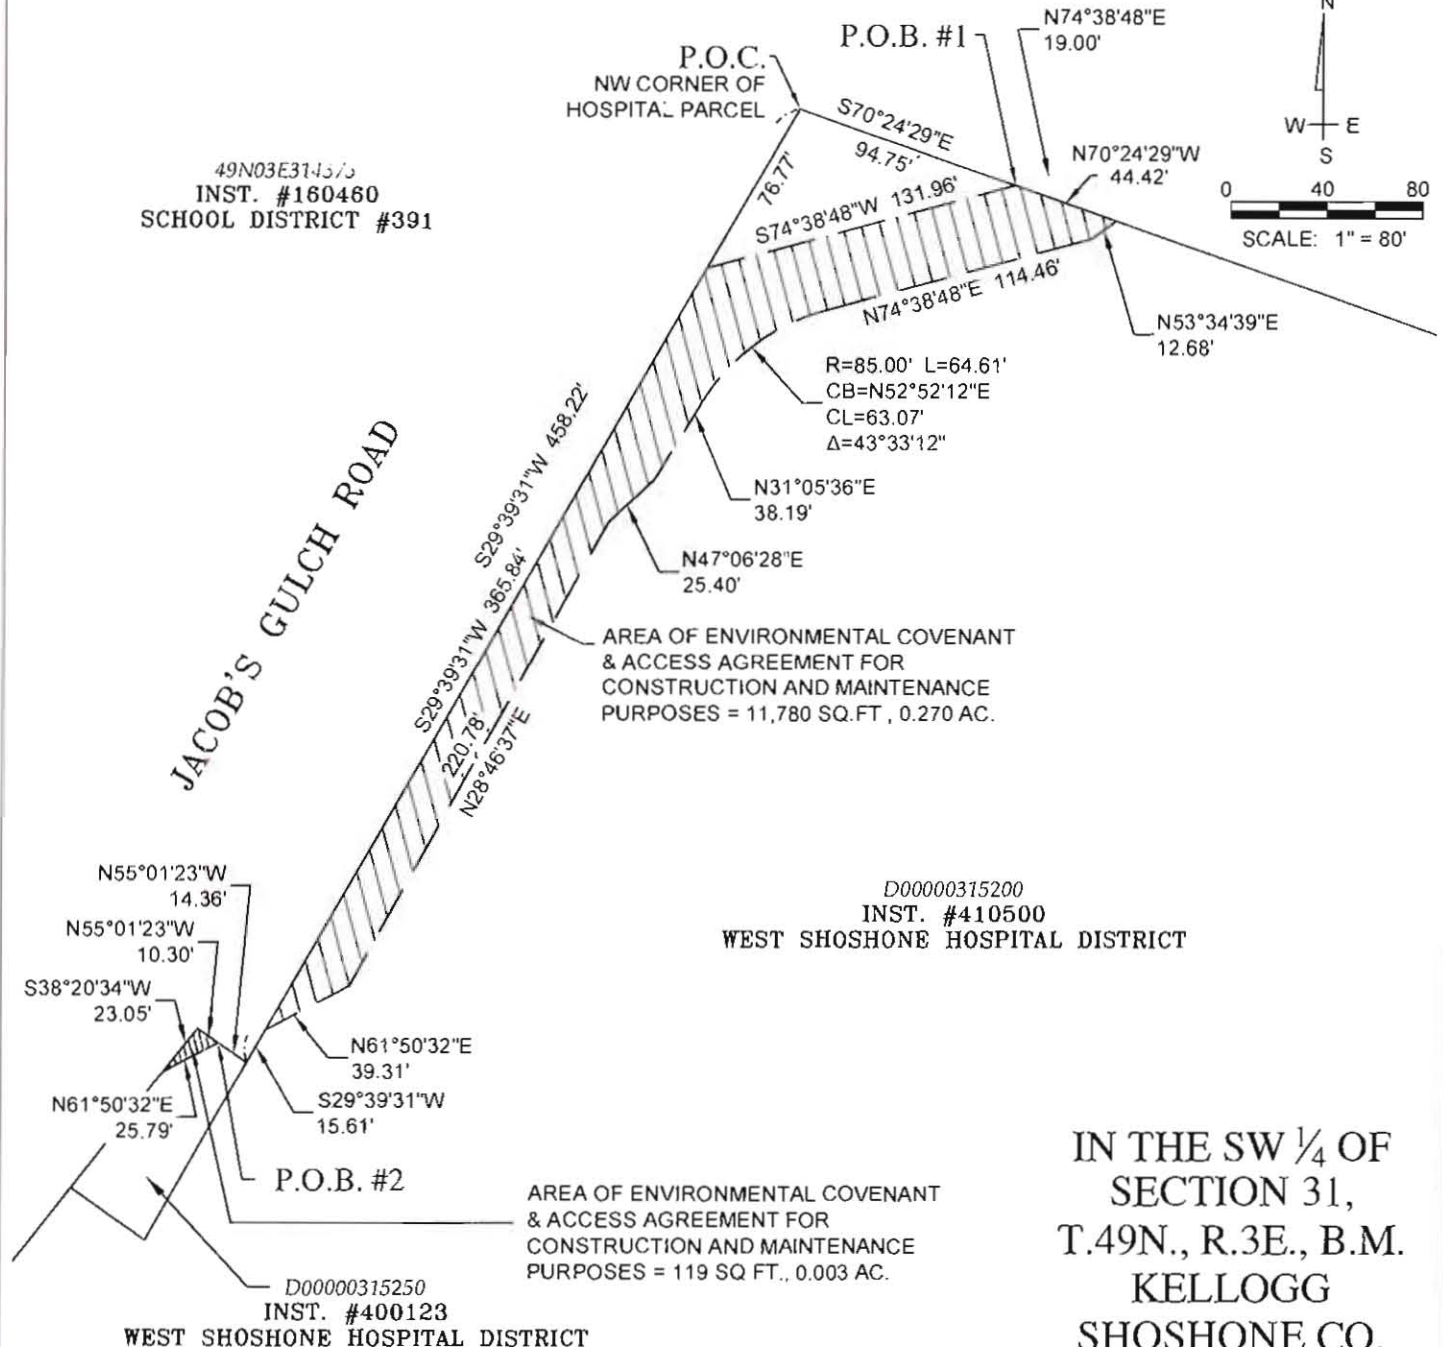 N
W E
S
0 40 80
SCALE: 1" = 80'
P.O.C.
NW CORNER OF
HOSPITAL PARCEL
P.O.B. #1
N74°38'48"E
19.00'
S70°24'29"E
94.75'
N70°24'29"W
44.42'
76.77'
S74°38'48"W 131.96'
N74°38'48"E 114.46'
N53°34'39"E
12.68'
INST. #160460
SCHOOL DISTRICT #391
R=85.00' L=64.61'
CB=N52°52'12"E
CL=63.07'
Δ=43°33'12"
N31°05'36"E
38.19'
N47°06'28"E
25.40'
S29°39'31"W 458.22'
S29°39'31"W 365.84'
220.78'
N28°46'37"E
JACOB'S GULCH ROAD
AREA OF ENVIRONMENTAL COVENANT
& ACCESS AGREEMENT FOR
CONSTRUCTION AND MAINTENANCE
PURPOSES = 11,780 SQ.FT , 0.270 AC.
D00000315200
INST. #410500
WEST SHOSHONE HOSPITAL DISTRICT
N55°01'23"W
14.36'
N55°01'23"W
10.30'
S38°20'34"W
23.05'
N61°50'32"E
25.79'
N61°50'32"E
39.31'
S29°39'31"W
15.61'
P.O.B. #2
AREA OF ENVIRONMENTAL COVENANT
& ACCESS AGREEMENT FOR
CONSTRUCTION AND MAINTENANCE
PURPOSES = 119 SQ FT., 0.003 AC.
D00000315250
INST. #400123
WEST SHOSHONE HOSPITAL DISTRICT
IN THE SW 1/4 OF
SECTION 31,
T.49N., R.3E., B.M.
KELLOGG
SHOSHONE CO.